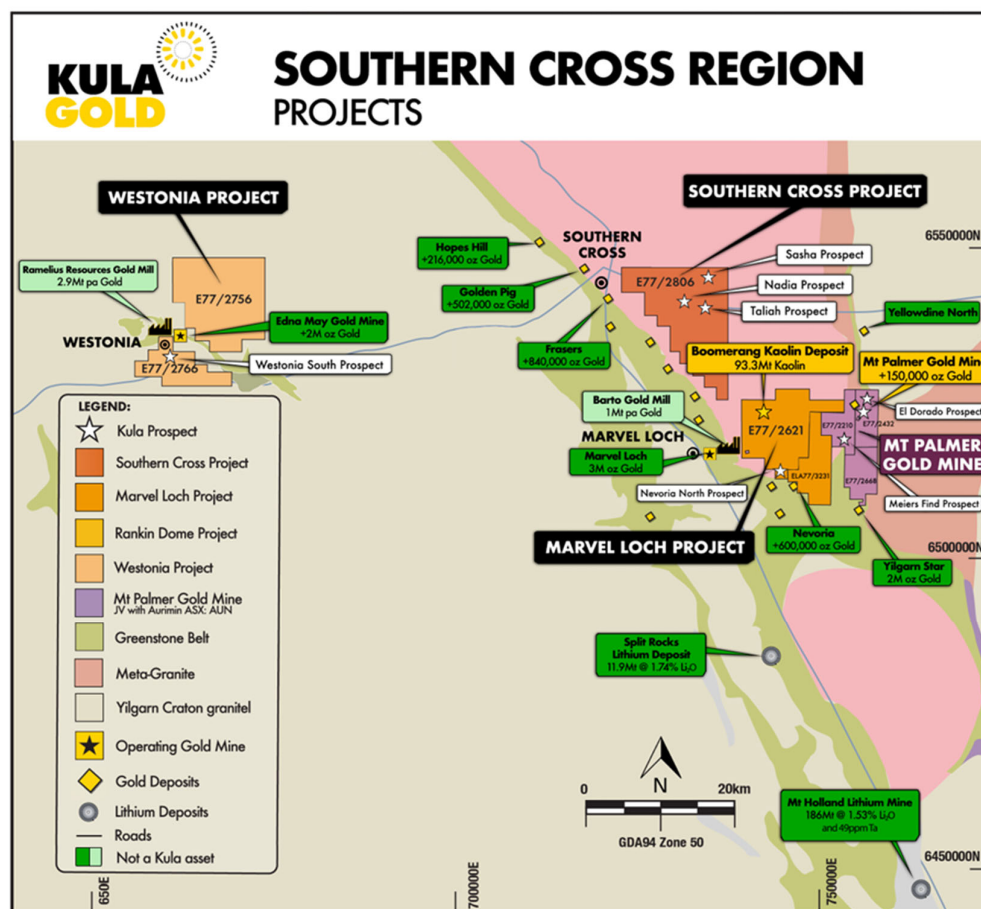 KULA
GOLD
SOUTHERN CROSS REGION
PROJECTS
WESTONIA PROJECT
SOUTHERN CROSS PROJECT
Hopes Hill
+216,000 oz Gold
SOUTHERN
CROSS
6550000N
Sasha Prospect
Ramelius Resources Gold Mill
2.9Mt pa Gold
E77/2756
E77/2806
Nadia Prospect
Golden Pig
+502,000 oz Gold
Taliah Prospect
Yellowdine North
Edna May Gold Mine
+2M oz Gold
WESTONIA
Frasers
+840,000 oz Gold
Boomerang Kaolin Deposit
93.3Mt Kaolin
Mt Palmer Gold Min
+150,000 oz Gold
Westonia South Prospect
E77/2766
Barto Gold Mill
1Mt pa Gold
El Dorado Prospect
E77/2432
E77/2210
E77/2621
MARVEL LOCH
Marvel Loch
3M oz Gold
MT PALMER
GOLD MINE
ELA77/3231
E77/2668
Nevoria North Prospect
Meiers Find Prospect
Nevoria
+600,000 oz Gold
MARVEL LOCH PROJECT
6500000N
Yilgarn Star
2M oz Gold
LEGEND:
Kula Prospect
Southern Cross Project
Marvel Loch Project
Rankin Dome Project
Westonia Project
Mt Palmer Gold Mine
JV with Aurimin ASX: AUN
Greenstone Belt
Meta-Granite
Yilgarn Craton granitel
Operating Gold Mine
Gold Deposits
Lithium Deposits
Roads
Not a Kula asset
Split Rocks
Lithium Deposit
11.9Mt @ 1.74% Li₂O
N
0
20km
GDA94 Zone 50
Mt Holland Lithium Mine
186Mt @ 1.53% Li₂O
and 49ppm Ta
6450000N
650E
700000E
750000E